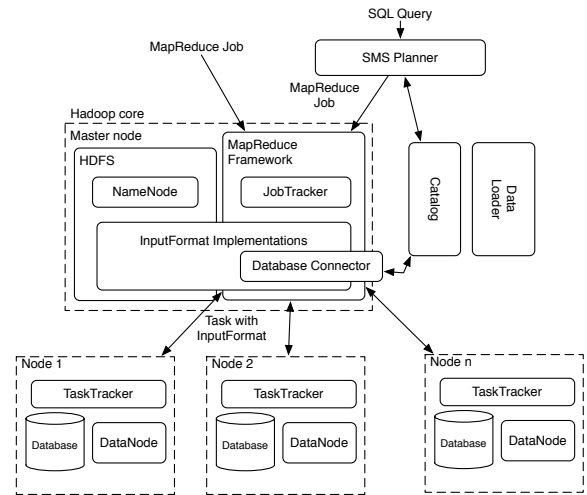 SQL Query
SMS Planner
MapReduce Job
MapReduce
Job
Hadoop core
Master node
HDFS
MapReduce
Framework
NameNode
JobTracker
InputFormat Implementations
Database Connector
Catalog
Data
Loader
Task with
InputFormat
Node 1
TaskTracker
Database
DataNode
Node 2
TaskTracker
Database
DataNode
Node n
TaskTracker
Database
DataNode